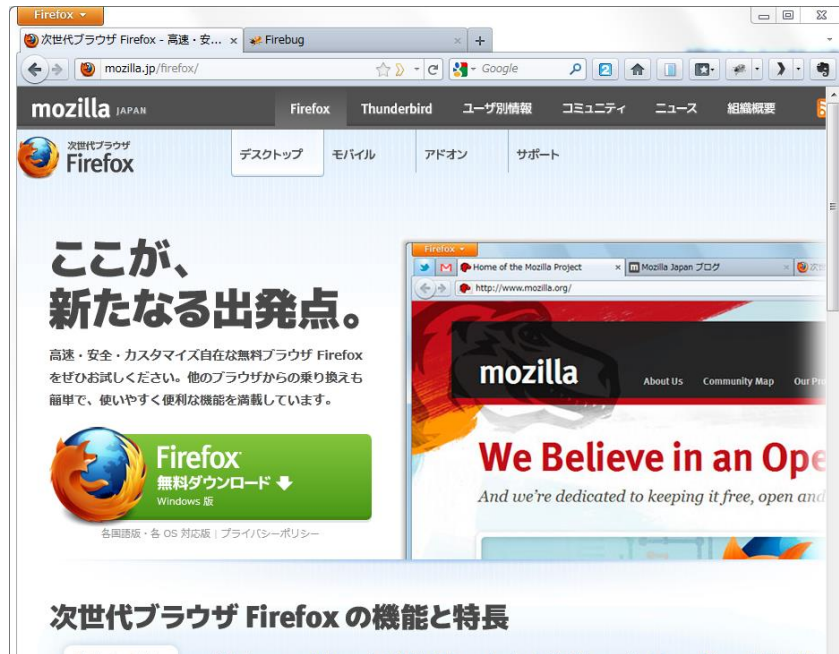 Firefox
次世代ブラウザ Firefox - 高速・安...
Firebug
mozilla.jp/firefox/
Google
mozilla JAPAN
Firefox
Thunderbird
ユーザ別情報
コミュニティ
ニュース
組織概要
次世代ブラウザ
Firefox
デスクトップ
モバイル
アドオン
サポート
ここが、
新たなる出発点。
高速・安全・カスタマイズ自在な無料ブラウザ Firefox
をぜひお試しください。他のブラウザからの乗り換えも
簡単で、使いやすく便利な機能を満載しています。
Firefox
無料ダウンロード
Windows 版
各国語版・各 OS 対応版 | プライバシーポリシー
Firefox
Home of the Mozilla Project
Mozilla Japan ブログ
http://www.mozilla.org/
mozilla
About Us
Community Map
Our
We Believe in an Ope
And we're dedicated to keeping it free, open and
次世代ブラウザ Firefox の機能と特長